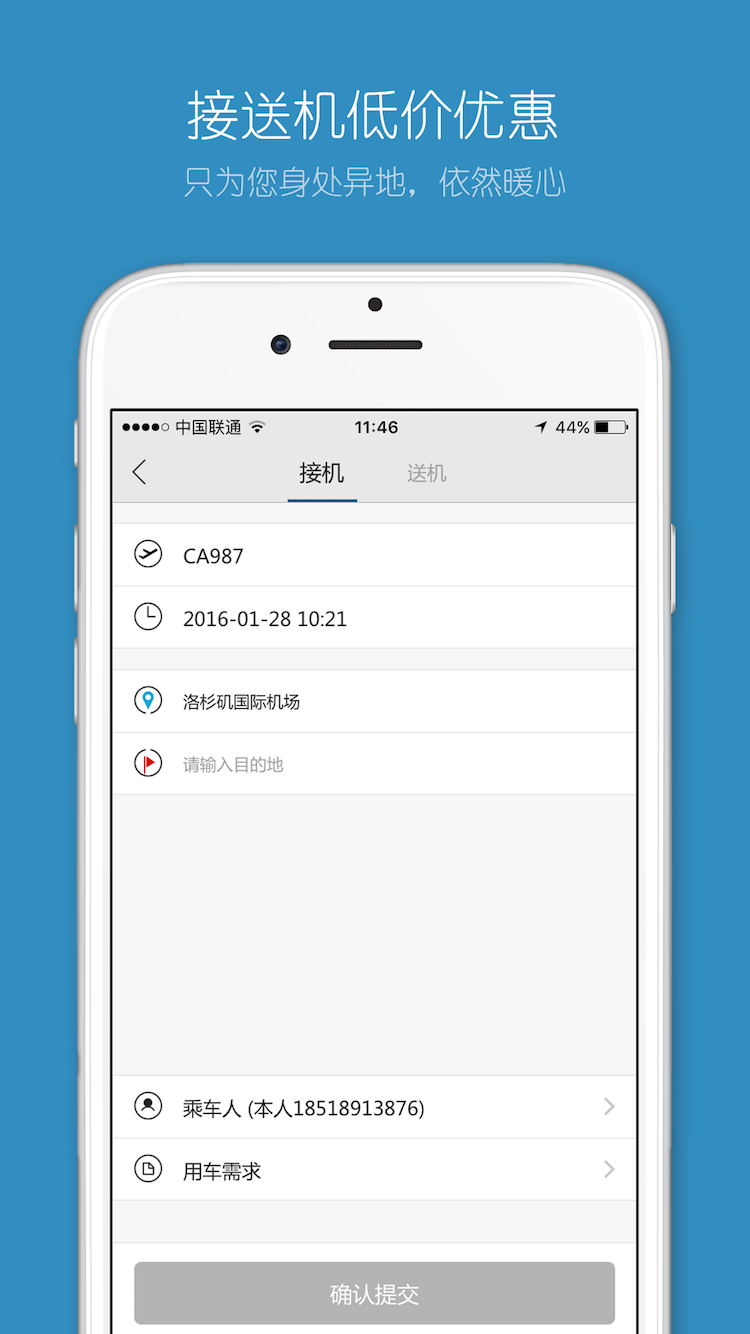 接送机低价优惠
只为您身处异地，依然暖心
中国联通 11:46 44%
接机 送机
CA987
2016-01-28 10:21
洛杉矶国际机场
请输入目的地
乘车人 (本人18518913876)
用车需求
确认提交